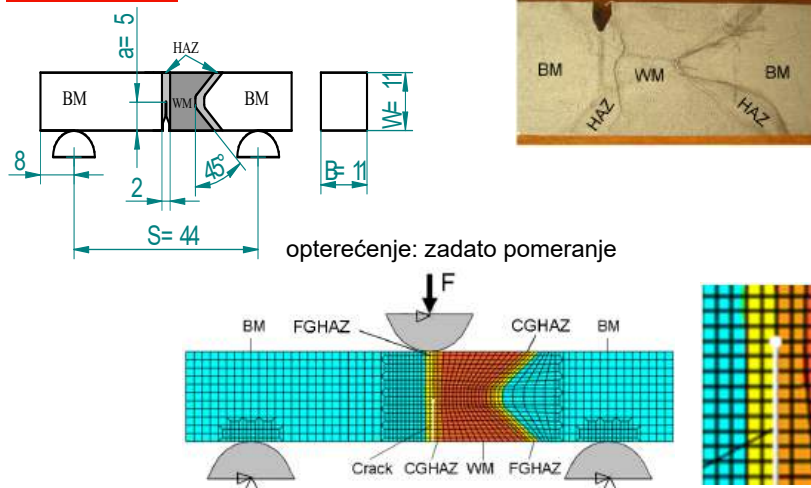 a= 5
HAZ
BM
WM
BM
W= 11
8
2
45°
B= 11
S= 44
BM
WM
BM
HAZ
HAZ
opterećenje: zadato pomeranje
F
BM
FGHAZ
CGHAZ
BM
Crack
CGHAZ
WM
FGHAZ